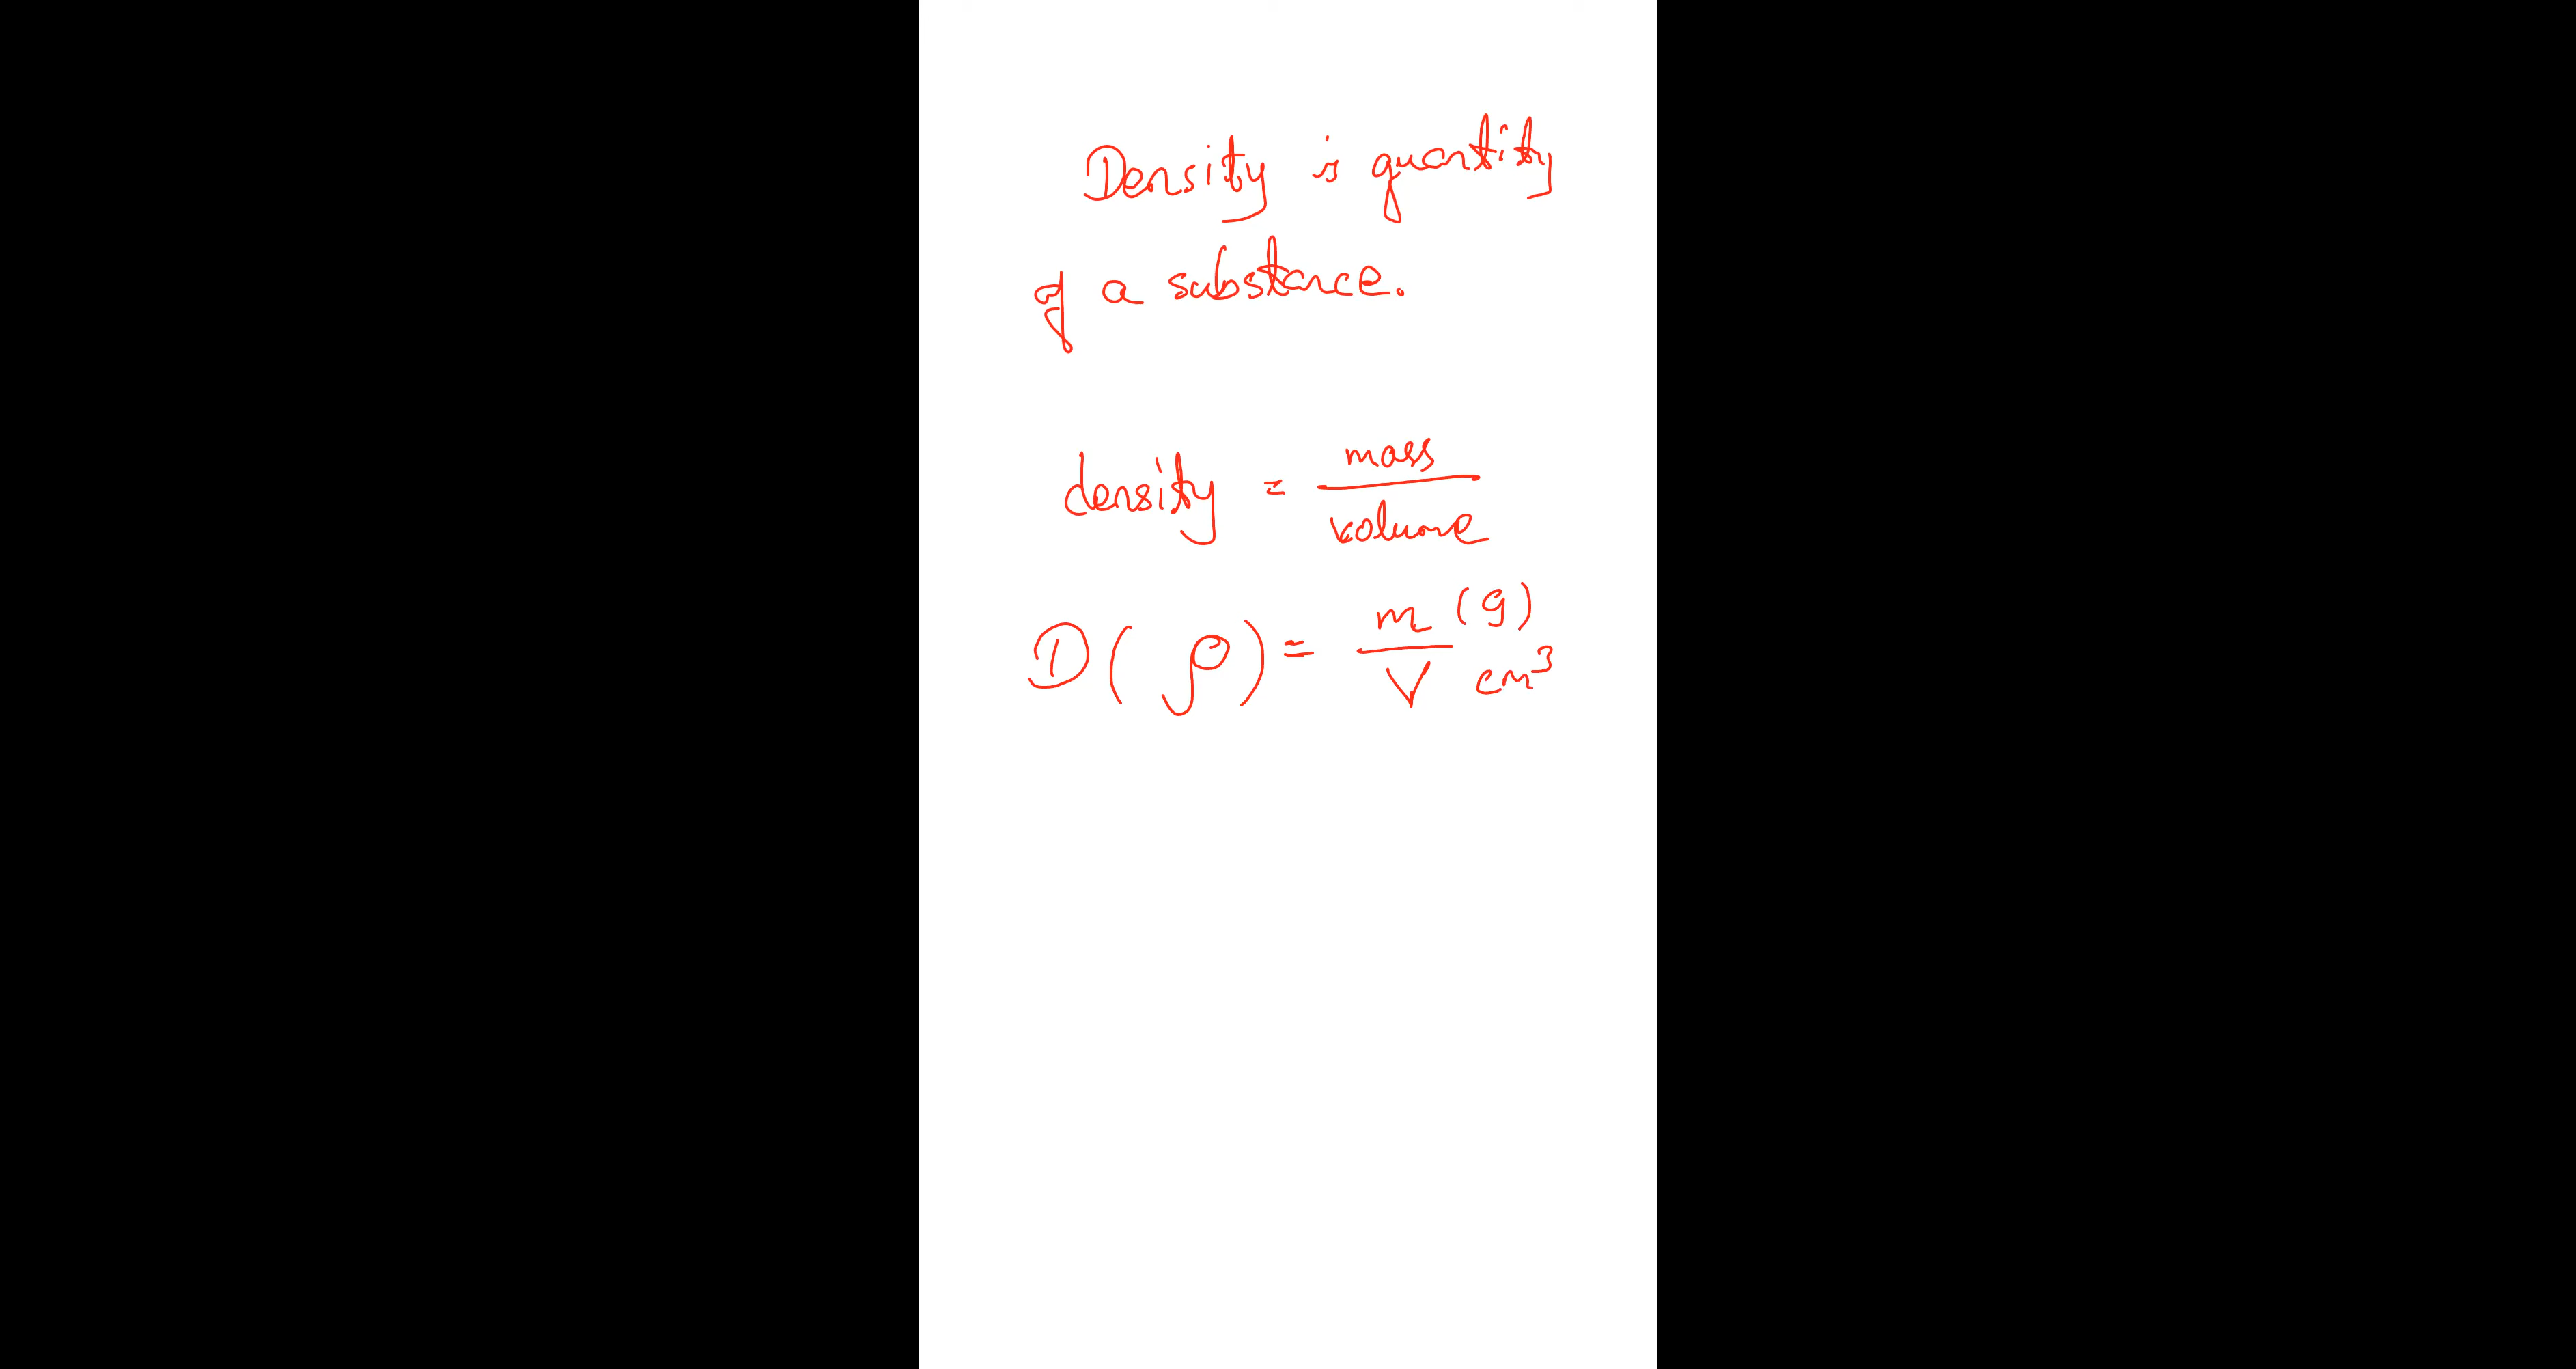 Density is quantity
of a substance.
density = mass / volume
D(ρ) = m (g) / V cm³